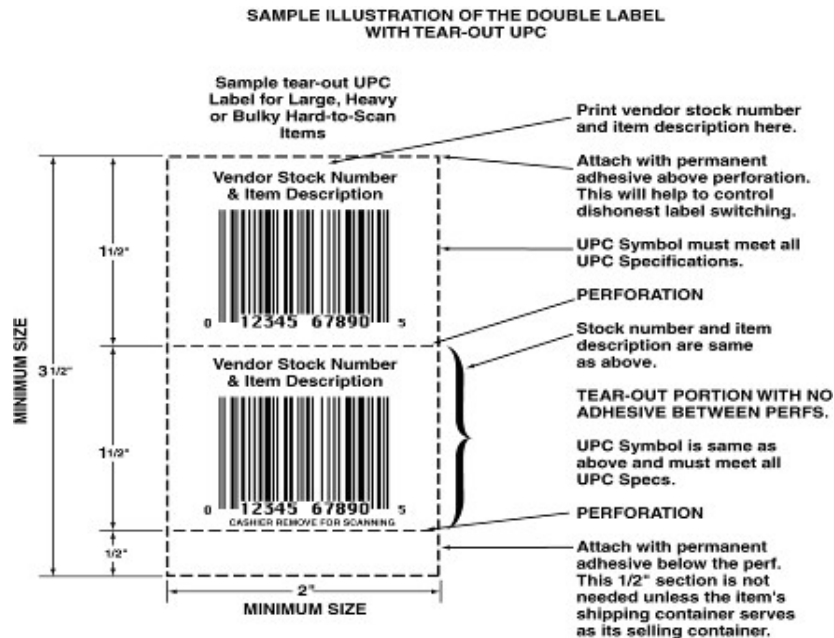 SAMPLE ILLUSTRATION OF THE DOUBLE LABEL
WITH TEAR-OUT UPC
Sample tear-out UPC
Label for Large, Heavy
or Bulky Hard-to-Scan
Items
Print vendor stock number
and item description here.
Attach with permanent
adhesive above perforation.
This will help to control
dishonest label switching.
UPC Symbol must meet all
UPC Specifications.
PERFORATION
Stock number and item
description are same
as above.
TEAR-OUT PORTION WITH NO
ADHESIVE BETWEEN PERFS.
UPC Symbol is same as
above and must meet all
UPC Specs.
PERFORATION
Attach with permanent
adhesive below the perf.
This 1/2" section is not
needed unless the item's
shipping container serves
as its selling container.
Vendor Stock Number
& Item Description
0 12345 67890 5
Vendor Stock Number
& Item Description
0 12345 67890 5
CASHIER REMOVE FOR SCANNING
MINIMUM SIZE
3 1/2"
1 1/2"
1 1/2"
1/2"
2"
MINIMUM SIZE